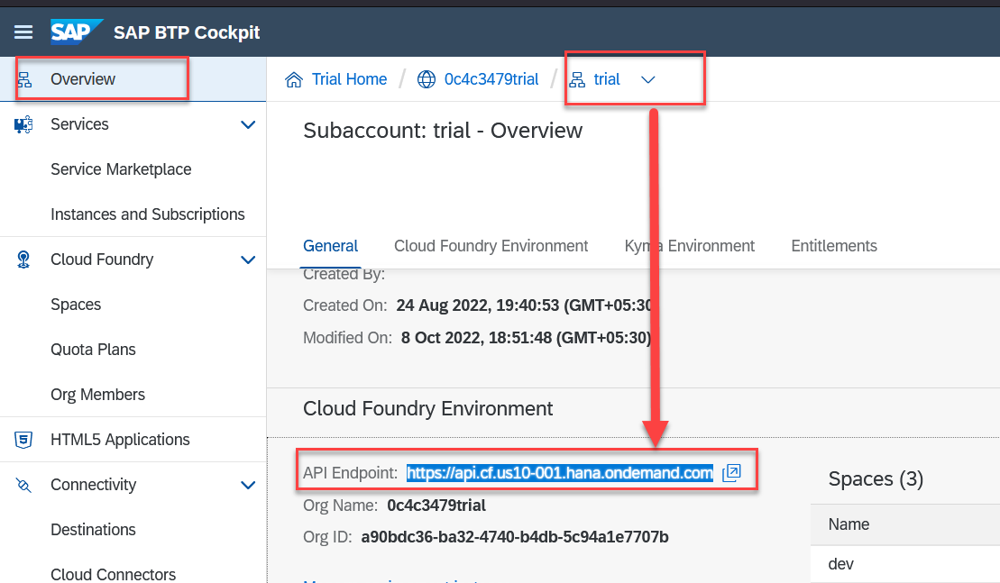 SAP SAP BTP Cockpit
Overview
Services
Service Marketplace
Instances and Subscriptions
Cloud Foundry
Spaces
Quota Plans
Org Members
HTML5 Applications
Connectivity
Destinations
Cloud Connectors
Trial Home / 0c4c3479trial / trial
Subaccount: trial - Overview
General Cloud Foundry Environment Kyma Environment Entitlements
Created By:
Created On: 24 Aug 2022, 19:40:53 (GMT+05:30
Modified On: 8 Oct 2022, 18:51:48 (GMT+05:30)
Cloud Foundry Environment
API Endpoint: https://api.cf.us10-001.hana.ondemand.com
Org Name: 0c4c3479trial
Org ID: a90bdc36-ba32-4740-b4db-5c94a1e7707b
Spaces (3)
Name
dev